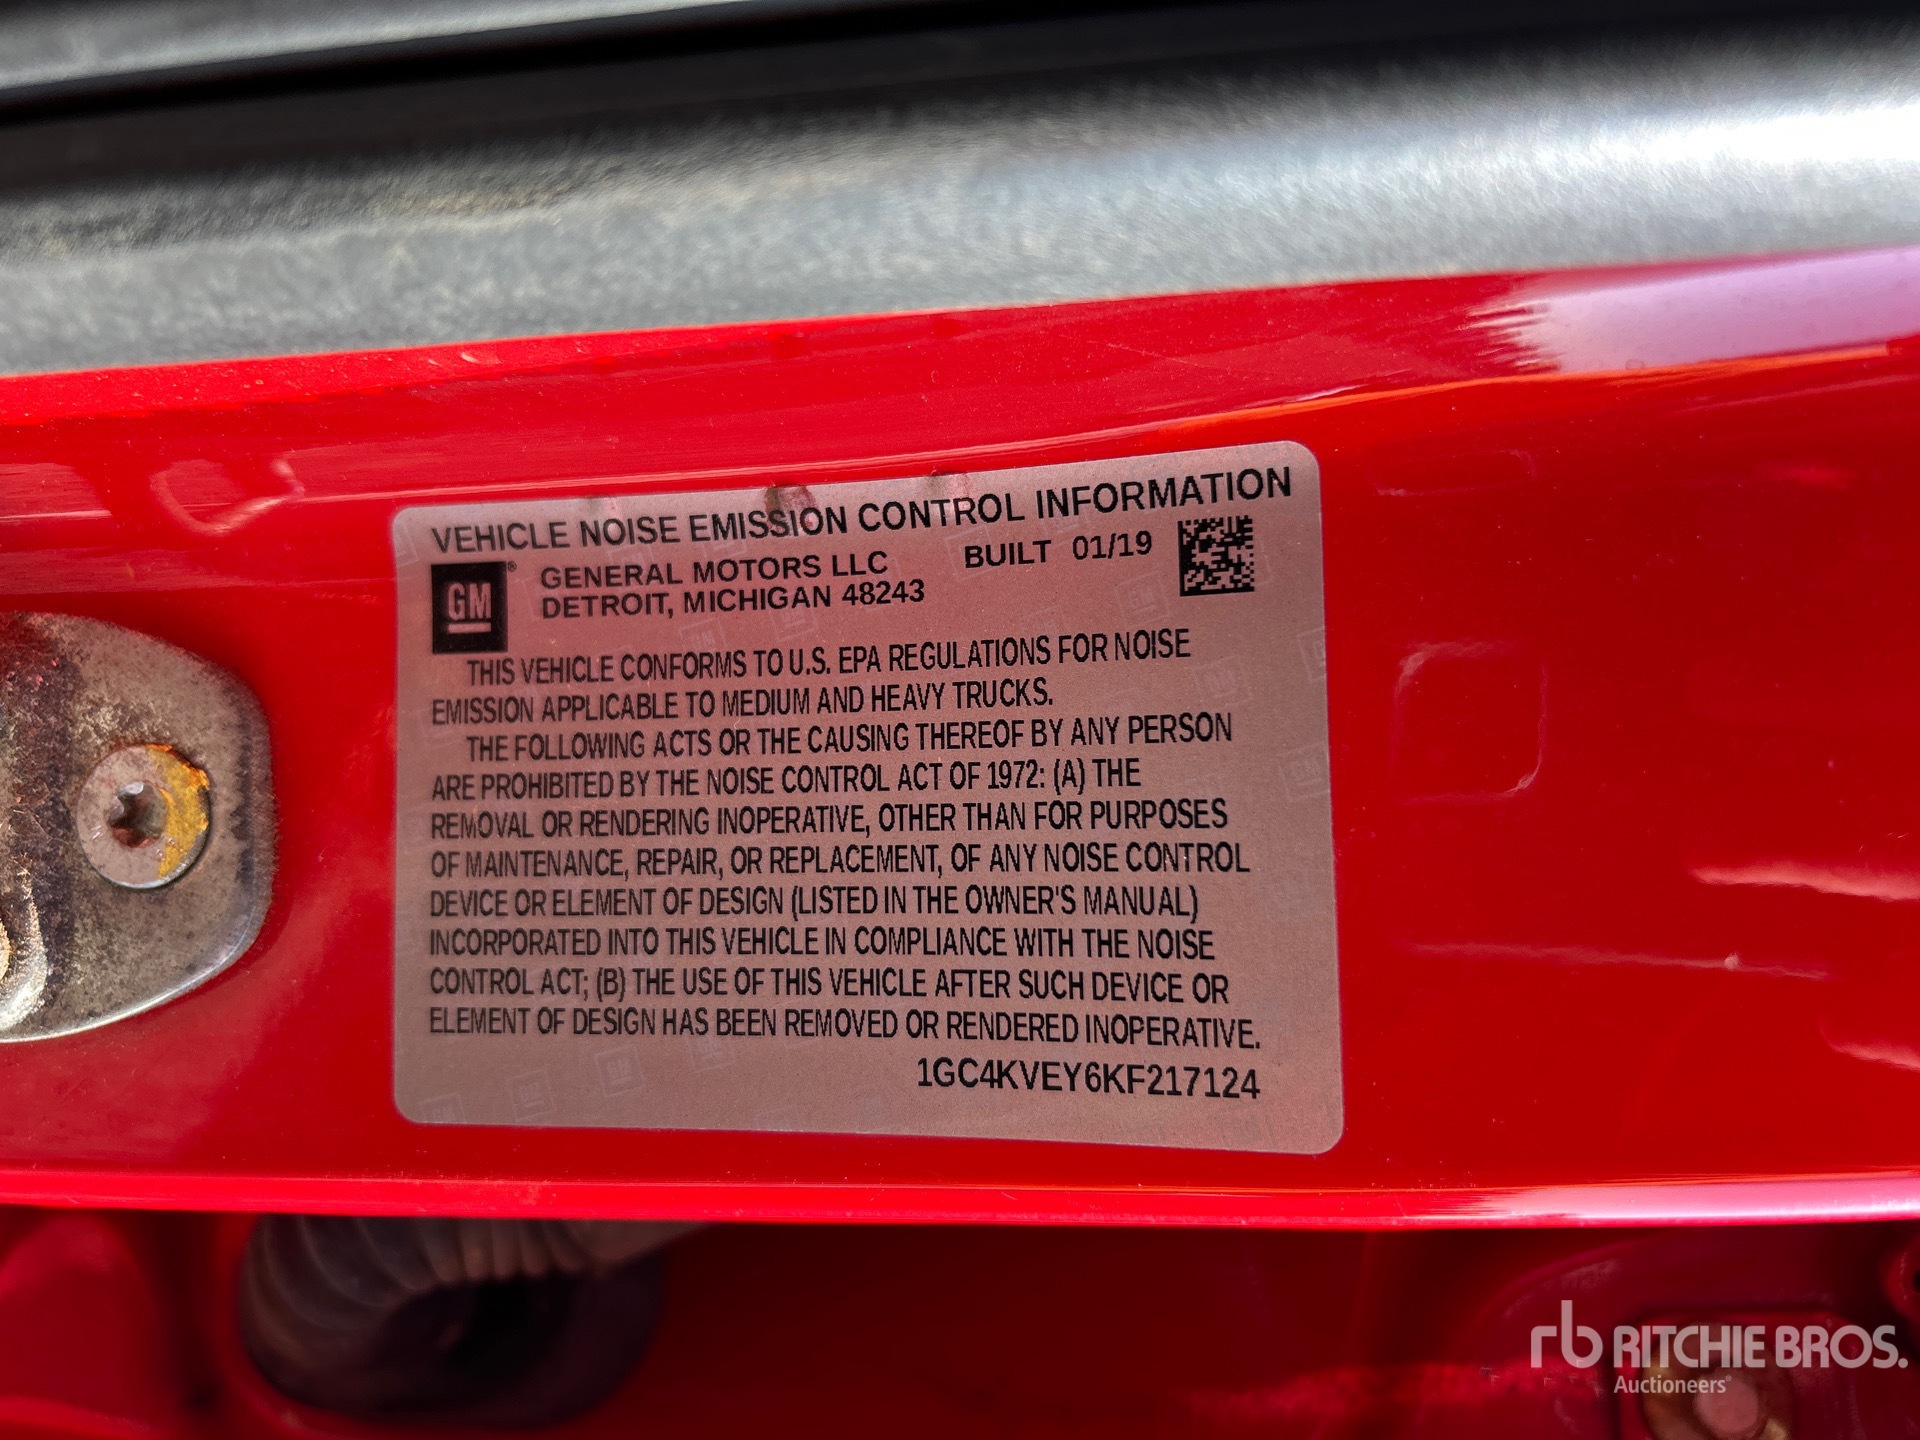 VEHICLE NOISE EMISSION CONTROL INFORMATION
GM®
GENERAL MOTORS LLC BUILT 01/19
DETROIT, MICHIGAN 48243
THIS VEHICLE CONFORMS TO U.S. EPA REGULATIONS FOR NOISE
EMISSION APPLICABLE TO MEDIUM AND HEAVY TRUCKS.
THE FOLLOWING ACTS OR THE CAUSING THEREOF BY ANY PERSON
ARE PROHIBITED BY THE NOISE CONTROL ACT OF 1972: (A) THE
REMOVAL OR RENDERING INOPERATIVE, OTHER THAN FOR PURPOSES
OF MAINTENANCE, REPAIR, OR REPLACEMENT, OF ANY NOISE CONTROL
DEVICE OR ELEMENT OF DESIGN (LISTED IN THE OWNER'S MANUAL)
INCORPORATED INTO THIS VEHICLE IN COMPLIANCE WITH THE NOISE
CONTROL ACT; (B) THE USE OF THIS VEHICLE AFTER SUCH DEVICE OR
ELEMENT OF DESIGN HAS BEEN REMOVED OR RENDERED INOPERATIVE.
1GC4KVEY6KF217124
rb RITCHIE BROS.
Auctioneers®